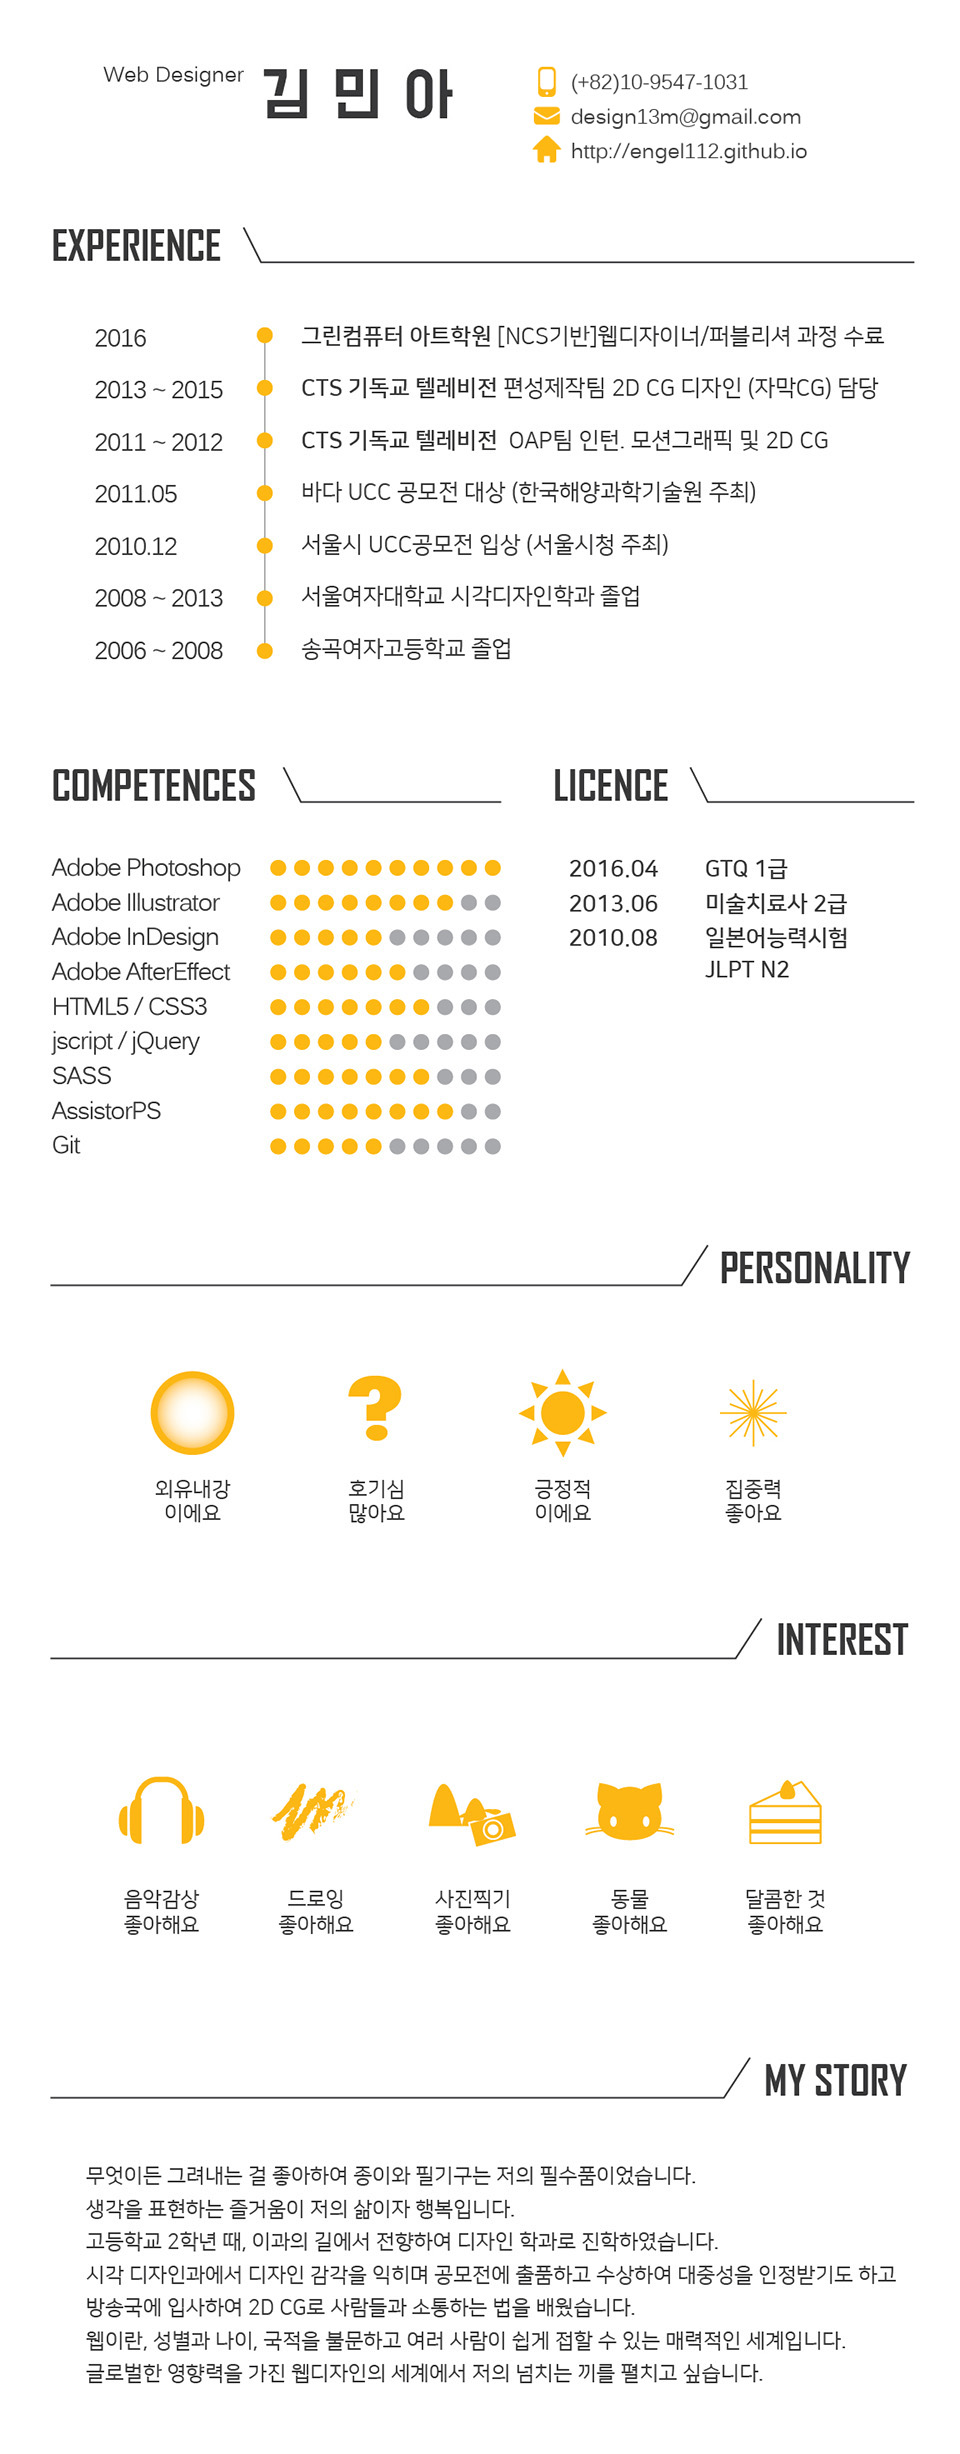 Web Designer
김민아
(+82)10-9547-1031
design13m@gmail.com
http://engel112.github.io
EXPERIENCE
2016 그린컴퓨터 아트학원 [NCS기반]웹디자이너/퍼블리셔 과정 수료
2013 ~ 2015 CTS 기독교 텔레비전 편성제작팀 2D CG 디자인 (자막CG) 담당
2011 ~ 2012 CTS 기독교 텔레비전 OAP팀 인턴. 모션그래픽 및 2D CG
2011.05 바다 UCC 공모전 대상 (한국해양과학기술원 주최)
2010.12 서울시 UCC공모전 입상 (서울시청 주최)
2008 ~ 2013 서울여자대학교 시각디자인학과 졸업
2006 ~ 2008 송곡여자고등학교 졸업
COMPETENCES
Adobe Photoshop
Adobe Illustrator
Adobe InDesign
Adobe AfterEffect
HTML5 / CSS3
jscript / jQuery
SASS
AssistorPS
Git
LICENCE
2016.04 GTQ 1급
2013.06 미술치료사 2급
2010.08 일본어능력시험
JLPT N2
PERSONALITY
외유내강
이에요
호기심
많아요
긍정적
이에요
집중력
좋아요
INTEREST
음악감상
좋아해요
드로잉
좋아해요
사진찍기
좋아해요
동물
좋아해요
달콤한 것
좋아해요
MY STORY
무엇이든 그려내는 걸 좋아하여 종이와 필기구는 저의 필수품이었습니다.
생각을 표현하는 즐거움이 저의 삶이자 행복입니다.
고등학교 2학년 때, 이과의 길에서 전향하여 디자인 학과로 진학하였습니다.
시각 디자인과에서 디자인 감각을 익히며 공모전에 출품하고 수상하여 대중성을 인정받기도 하고
방송국에 입사하여 2D CG로 사람들과 소통하는 법을 배웠습니다.
웹이란, 성별과 나이, 국적을 불문하고 여러 사람이 쉽게 접할 수 있는 매력적인 세계입니다.
글로벌한 영향력을 가진 웹디자인의 세계에서 저의 넘치는 끼를 펼치고 싶습니다.